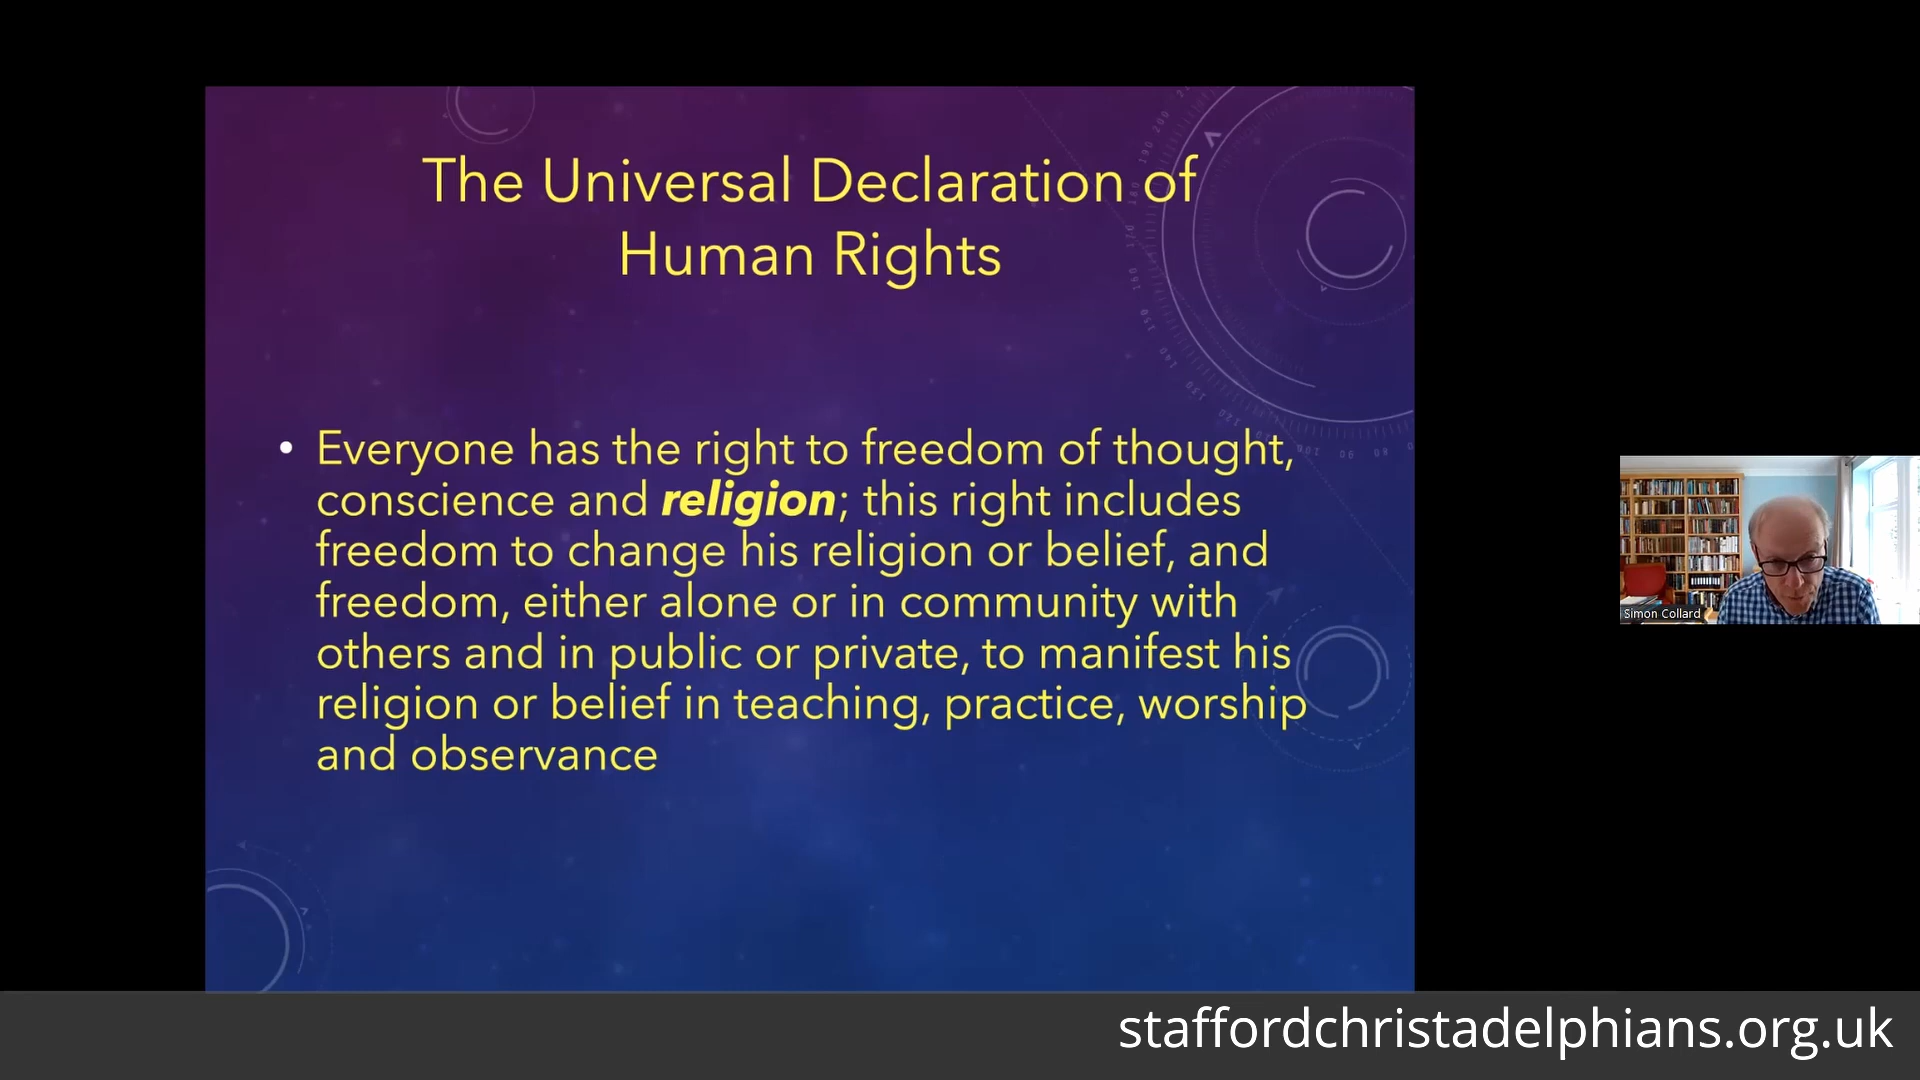 The Universal Declaration of
Human Rights
• Everyone has the right to freedom of thought,
conscience and religion; this right includes
freedom to change his religion or belief, and
freedom, either alone or in community with
others and in public or private, to manifest his
religion or belief in teaching, practice, worship
and observance
Simon Collard
staffordchristadelphians.org.uk